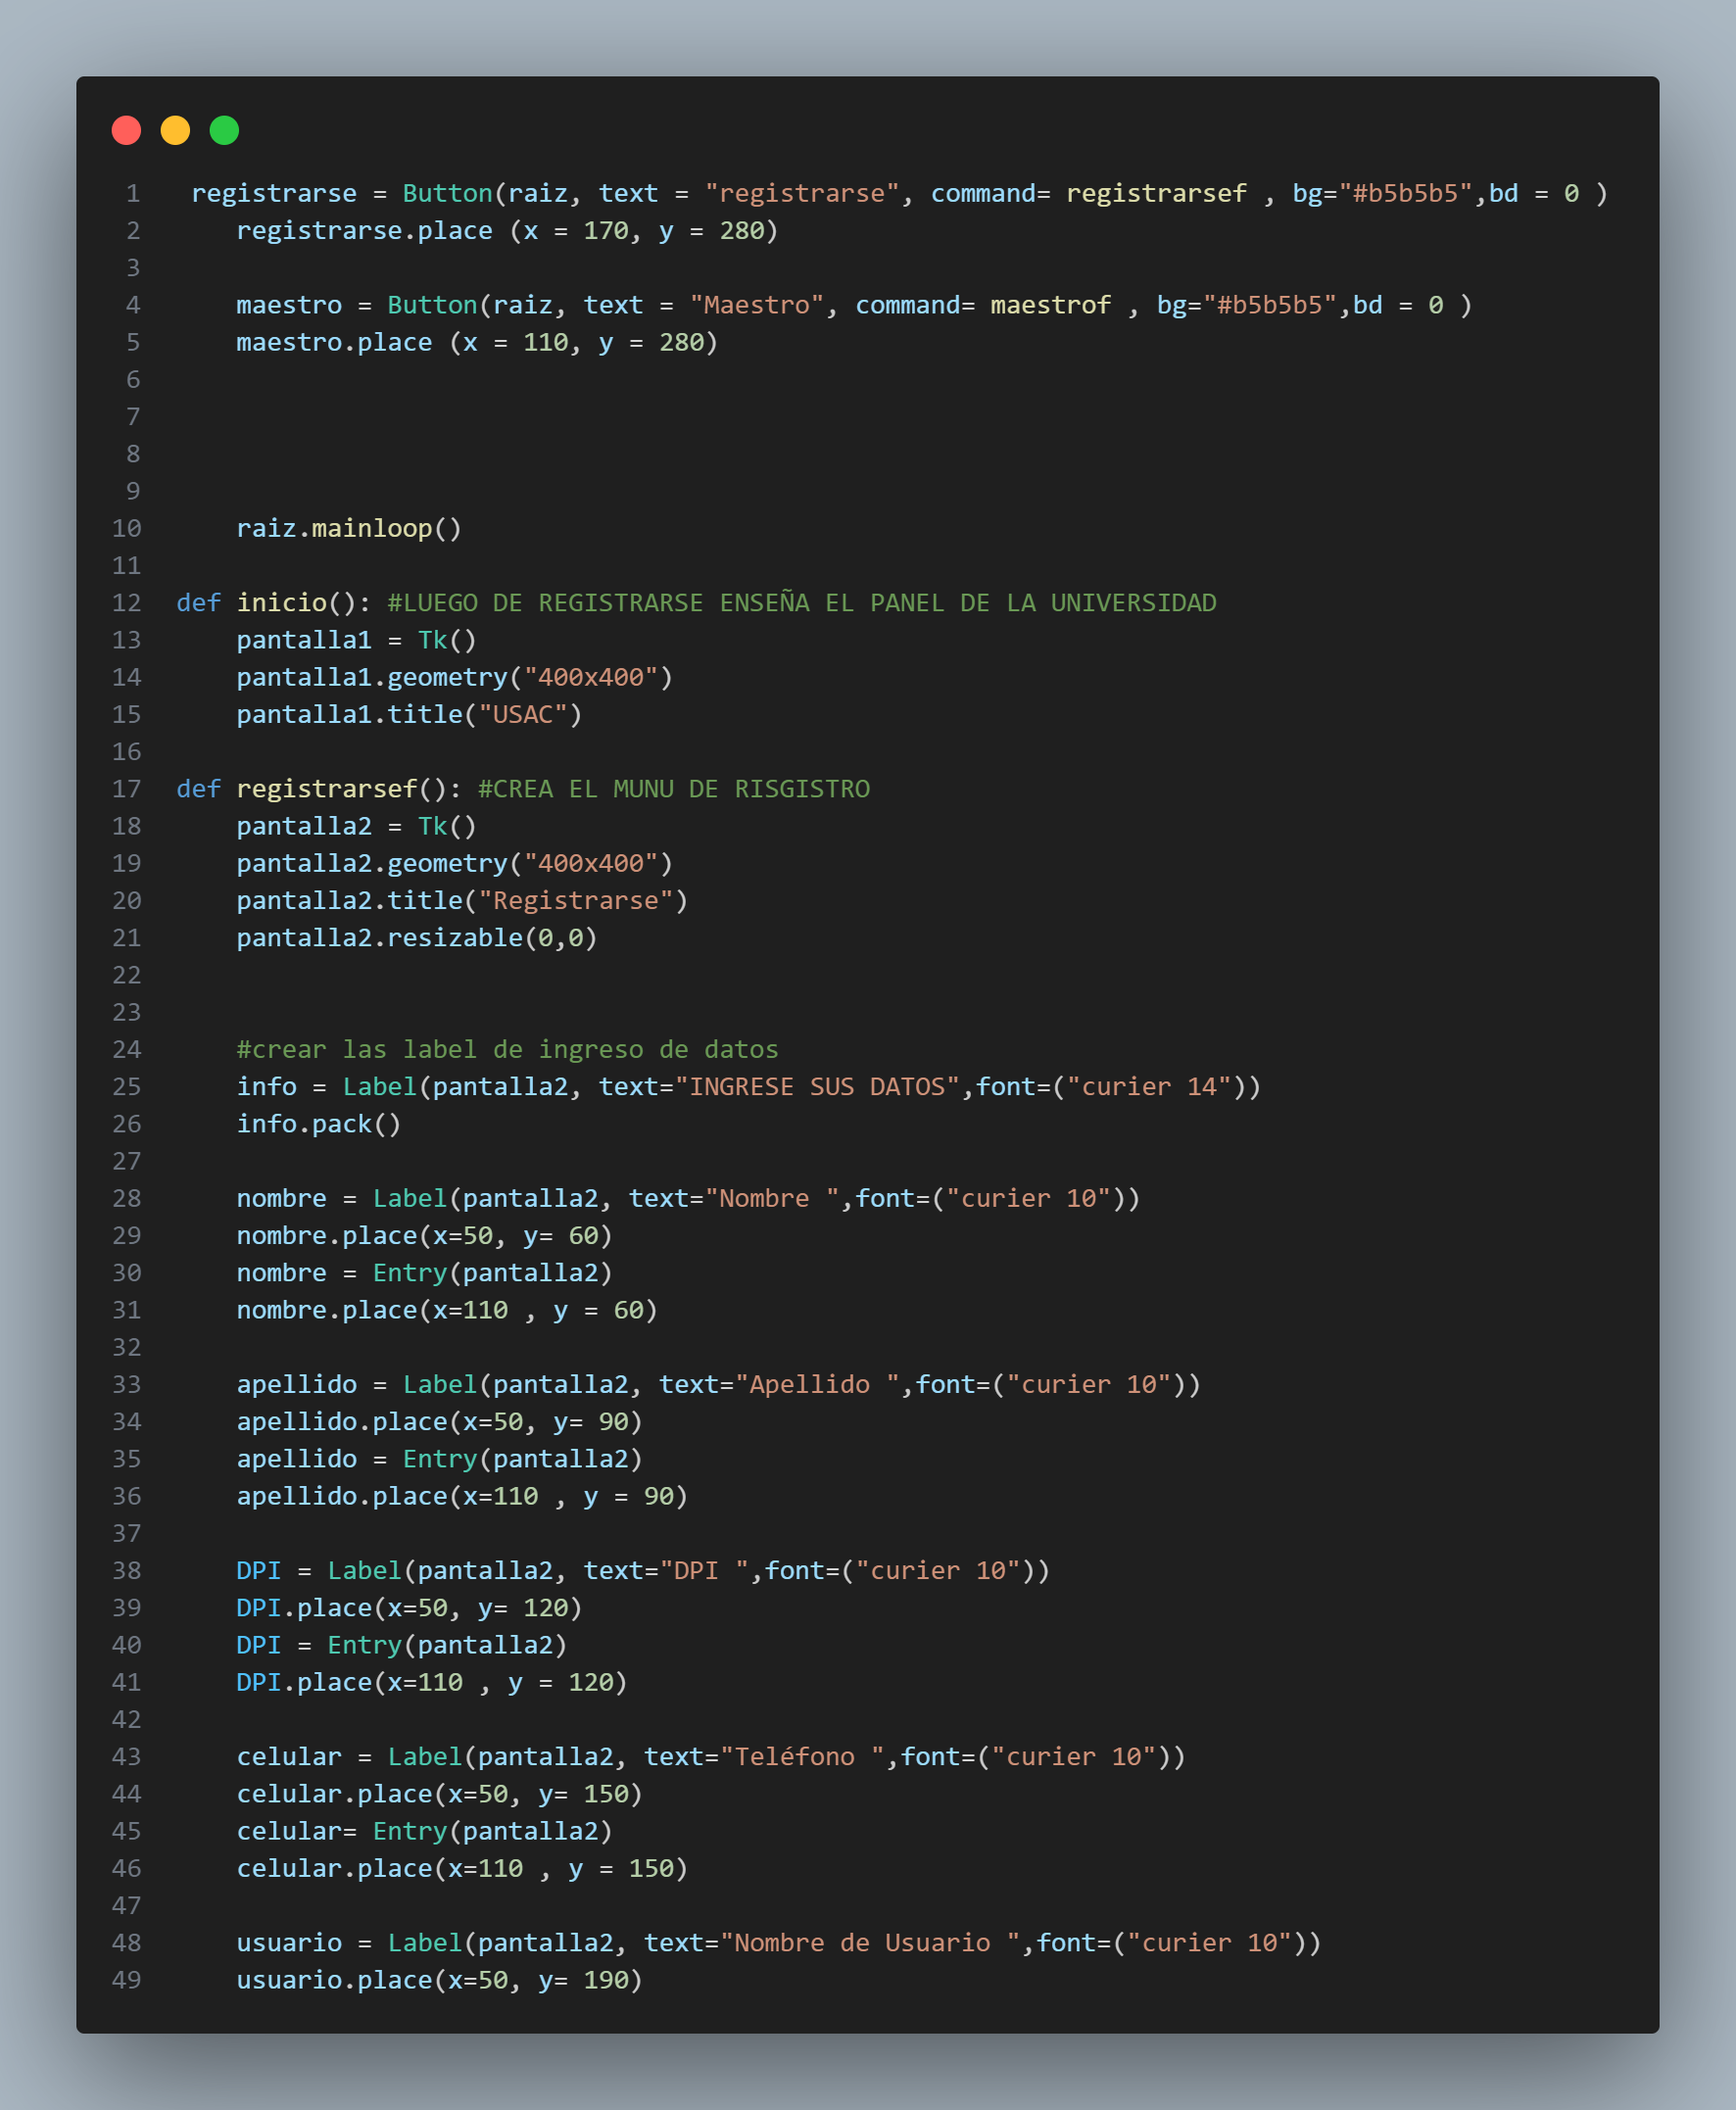 1 registrarse = Button(raiz, text = "registrarse", command= registrarsef , bg="#b5b5b5",bd = 0 )
2 registrarse.place (x = 170, y = 280)
3
4 maestro = Button(raiz, text = "Maestro", command= maestrof , bg="#b5b5b5",bd = 0 )
5 maestro.place (x = 110, y = 280)
6
7
8
9
10 raiz.mainloop()
11
12 def inicio(): #LUEGO DE REGISTRARSE ENSEÑA EL PANEL DE LA UNIVERSIDAD
13 pantalla1 = Tk()
14 pantalla1.geometry("400x400")
15 pantalla1.title("USAC")
16
17 def registrarsef(): #CREA EL MUNU DE RISGISTRO
18 pantalla2 = Tk()
19 pantalla2.geometry("400x400")
20 pantalla2.title("Registrarse")
21 pantalla2.resizable(0,0)
22
23
24 #crear las label de ingreso de datos
25 info = Label(pantalla2, text="INGRESE SUS DATOS",font=("curier 14"))
26 info.pack()
27
28 nombre = Label(pantalla2, text="Nombre ",font=("curier 10"))
29 nombre.place(x=50, y= 60)
30 nombre = Entry(pantalla2)
31 nombre.place(x=110 , y = 60)
32
33 apellido = Label(pantalla2, text="Apellido ",font=("curier 10"))
34 apellido.place(x=50, y= 90)
35 apellido = Entry(pantalla2)
36 apellido.place(x=110 , y = 90)
37
38 DPI = Label(pantalla2, text="DPI ",font=("curier 10"))
39 DPI.place(x=50, y= 120)
40 DPI = Entry(pantalla2)
41 DPI.place(x=110 , y = 120)
42
43 celular = Label(pantalla2, text="Teléfono ",font=("curier 10"))
44 celular.place(x=50, y= 150)
45 celular= Entry(pantalla2)
46 celular.place(x=110 , y = 150)
47
48 usuario = Label(pantalla2, text="Nombre de Usuario ",font=("curier 10"))
49 usuario.place(x=50, y= 190)